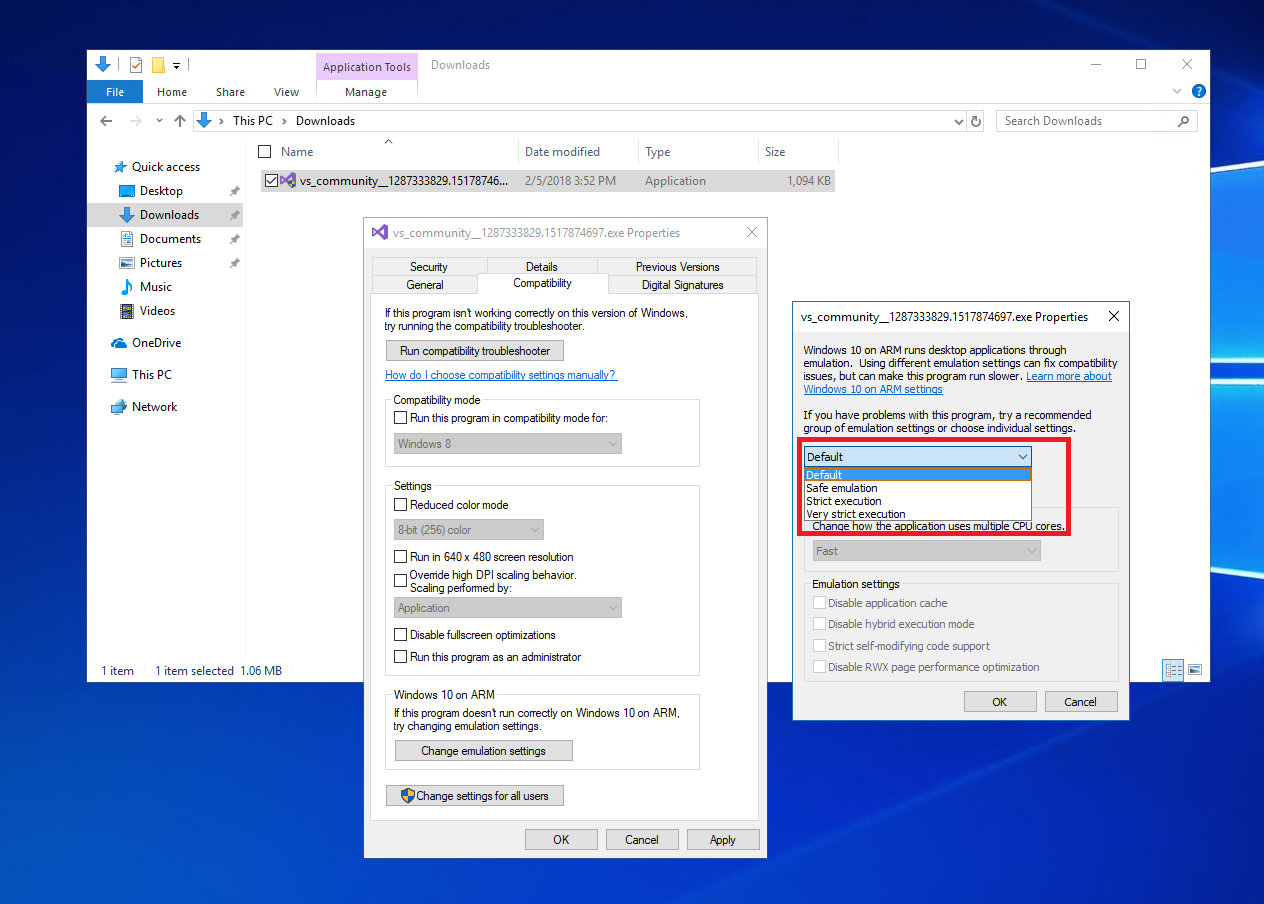 Application Tools
Downloads
File
Home
Share
View
Manage
This PC
Downloads
Search Downloads
Name
Date modified
Type
Size
vs_community__1287333829.15178746...
2/5/2018 3:52 PM
Application
1,094 KB
Quick access
Desktop
Downloads
Documents
Pictures
Music
Videos
OneDrive
This PC
Network
1 item
1 item selected
1.06 MB
vs_community__1287333829.1517874697.exe Properties
Security
Details
Previous Versions
General
Compatibility
Digital Signatures
If this program isn't working correctly on this version of Windows,
try running the compatibility troubleshooter.
Run compatibility troubleshooter
How do I choose compatibility settings manually?
Compatibility mode
Run this program in compatibility mode for:
Windows 8
Settings
Reduced color mode
8-bit (256) color
Run in 640 x 480 screen resolution
Override high DPI scaling behavior.
Scaling performed by:
Application
Disable fullscreen optimizations
Run this program as an administrator
Windows 10 on ARM
If this program doesn't run correctly on Windows 10 on ARM,
try changing emulation settings.
Change emulation settings
Change settings for all users
OK
Cancel
Apply
vs_community__1287333829.1517874697.exe Properties
Windows 10 on ARM runs desktop applications through
emulation. Using different emulation settings can fix compatibility
issues, but can make this program run slower. Learn more about
Windows 10 on ARM settings
If you have problems with this program, try a recommended
group of emulation settings or choose individual settings.
Default
Default
Safe emulation
Strict execution
Very strict execution
Change how the application uses multiple CPU cores.
Fast
Emulation settings
Disable application cache
Disable hybrid execution mode
Strict self-modifying code support
Disable RWX page performance optimization
OK
Cancel